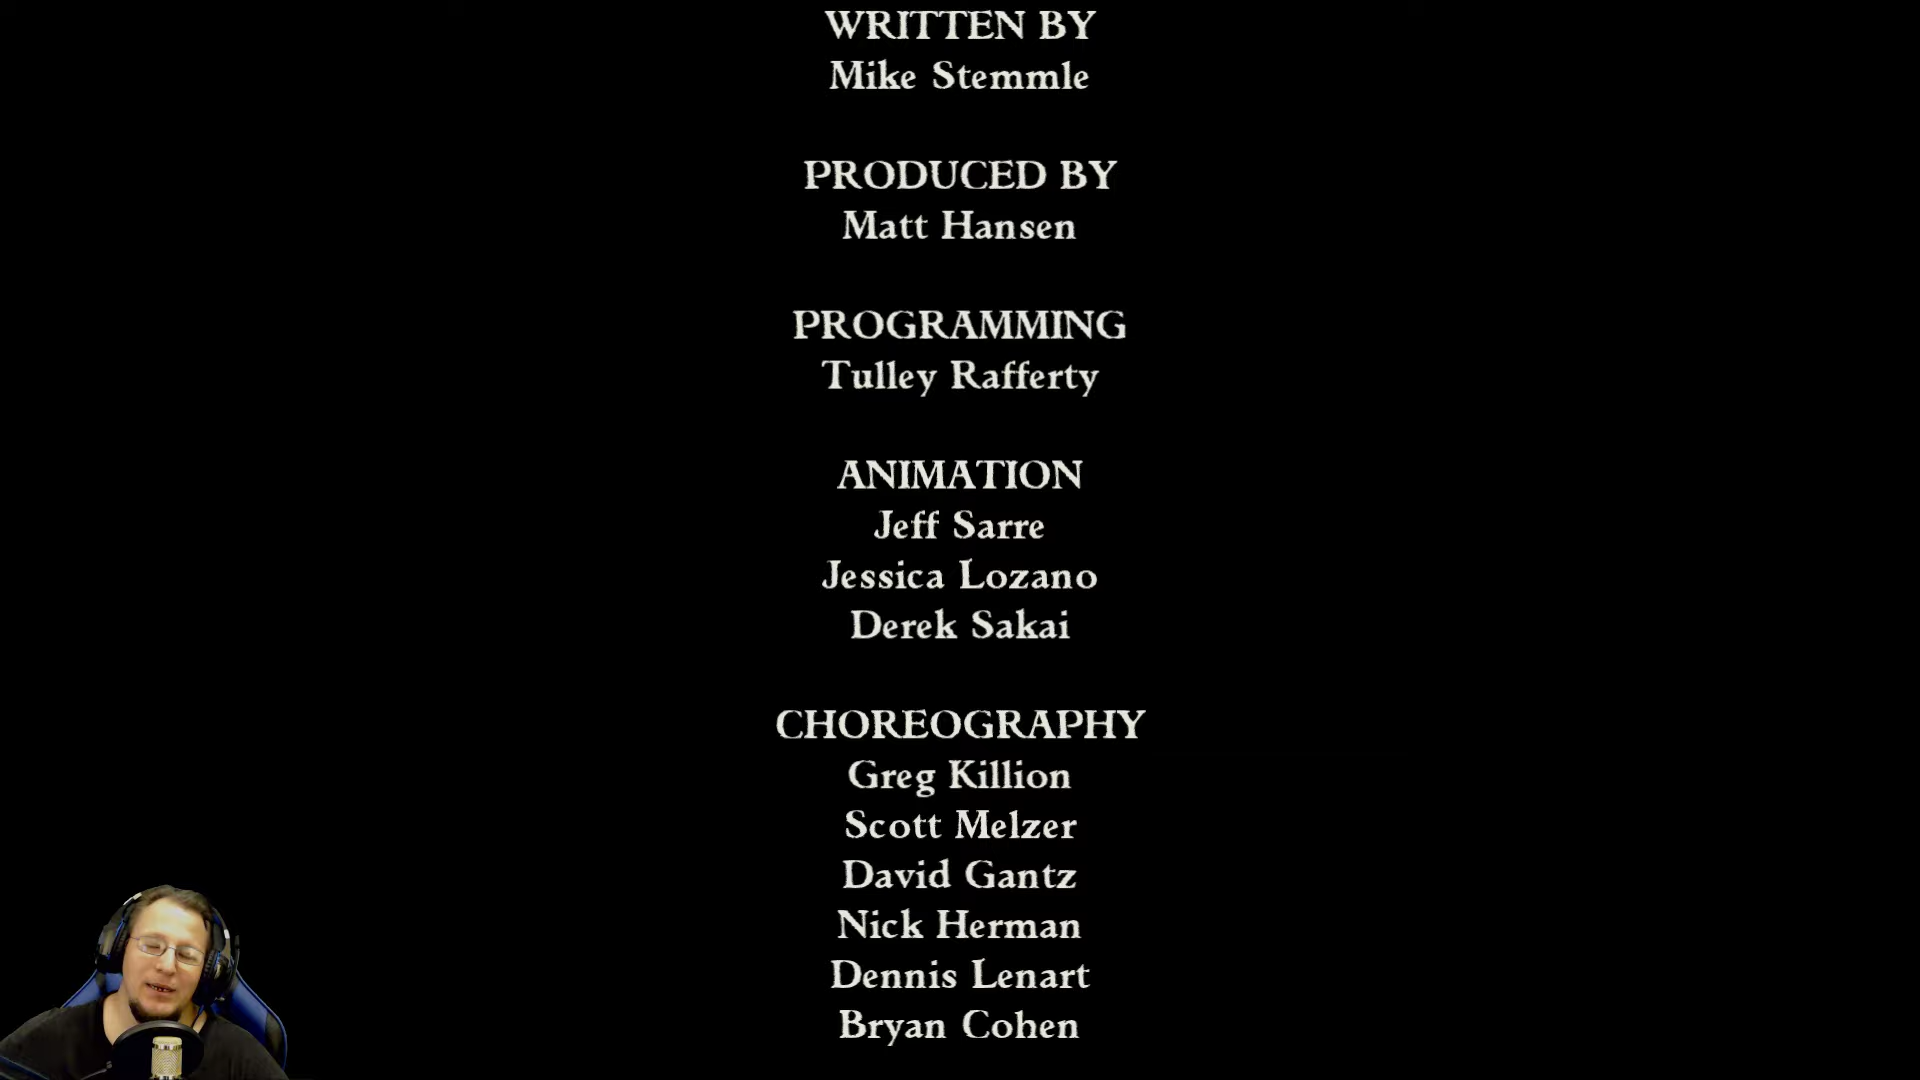 WRITTEN BY
Mike Stemmle
PRODUCED BY
Matt Hansen
PROGRAMMING
Tulley Rafferty
ANIMATION
Jeff Sarre
Jessica Lozano
Derek Sakai
CHOREOGRAPHY
Greg Killion
Scott Melzer
David Gantz
Nick Herman
Dennis Lenart
Bryan Cohen